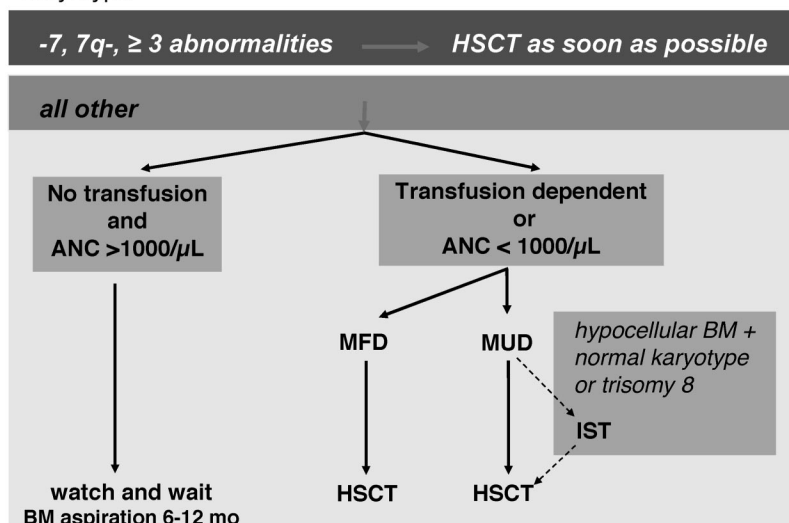 -7, 7q-, ≥ 3 abnormalities HSCT as soon as possible
all other
No transfusion
and
ANC >1000/µL
Transfusion dependent
or
ANC < 1000/µL
MFD
MUD
hypocellular BM +
normal karyotype
or trisomy 8
IST
watch and wait
BM aspiration 6-12 mo
HSCT
HSCT